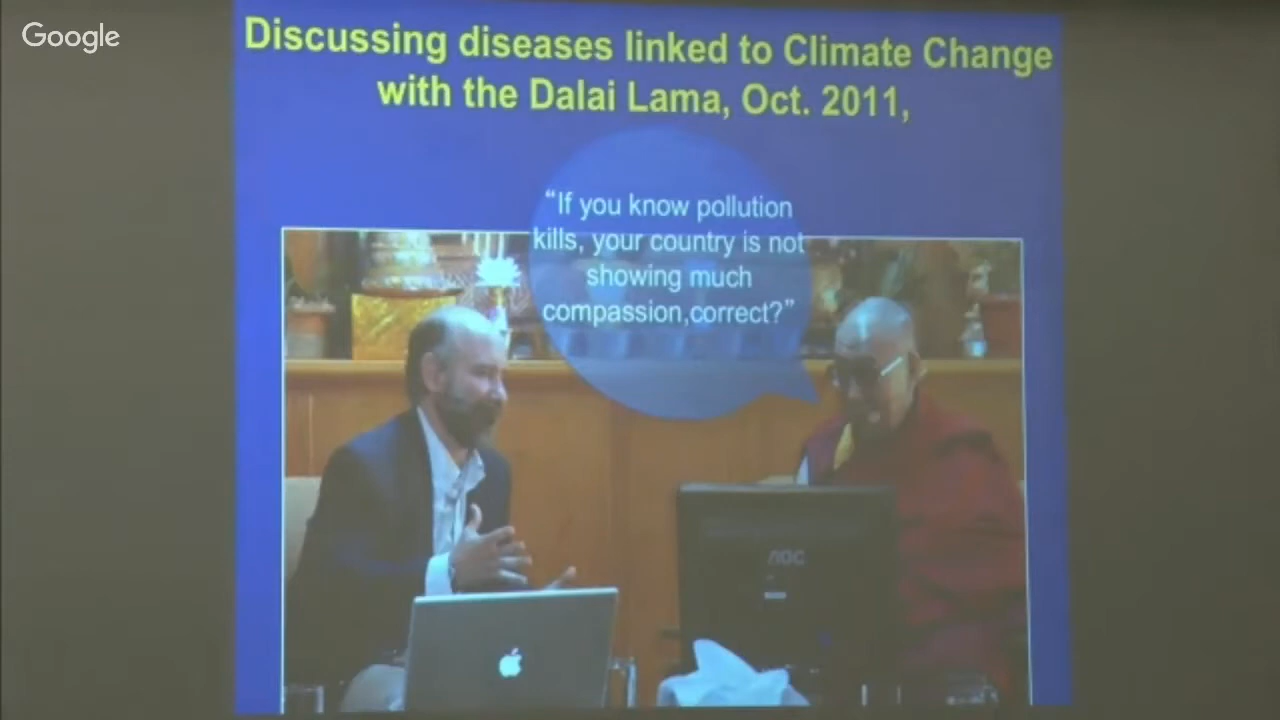 Google
Discussing diseases linked to Climate Change
with the Dalai Lama, Oct. 2011,
“If you know pollution
kills, your country is not
showing much
compassion,correct?”
AOC